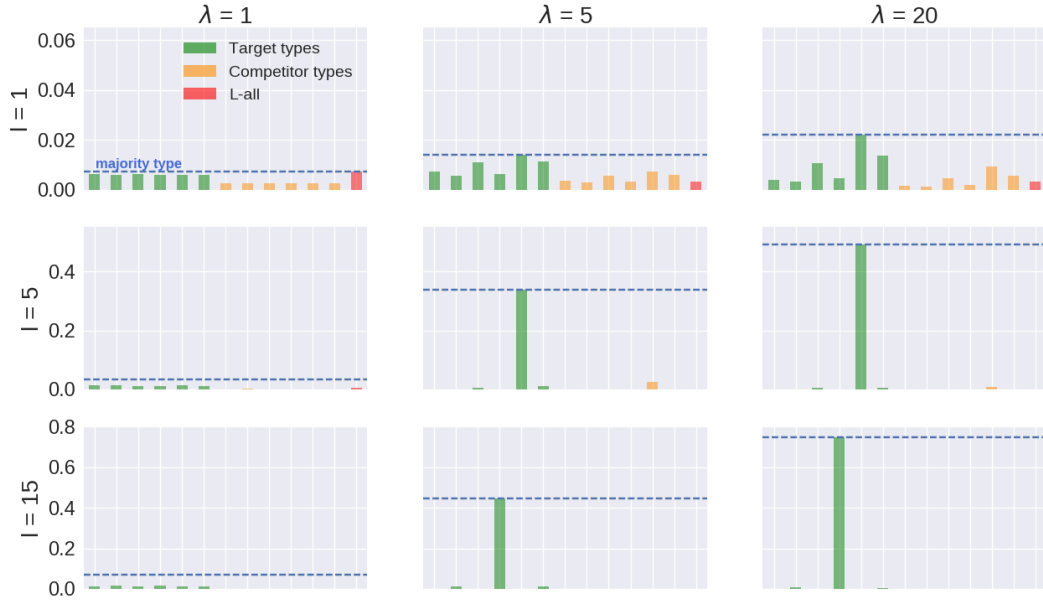 λ = 1
λ = 5
λ = 20
l = 1
0.06
0.04
0.02
0.00
Target types
Competitor types
L-all
majority type
l = 5
0.4
0.2
0.0
l = 15
0.8
0.6
0.4
0.2
0.0